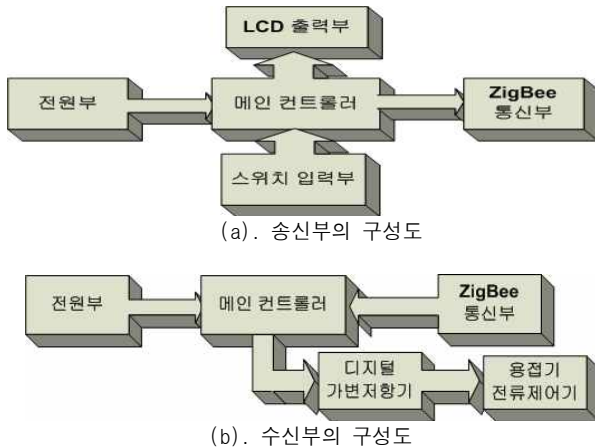 LCD 출력부
전원부
메인 컨트롤러
ZigBee
통신부
스위치 입력부
(a). 송신부의 구성도
전원부
메인 컨트롤러
ZigBee
통신부
디지털
가변저항기
용접기
전류제어기
(b). 수신부의 구성도